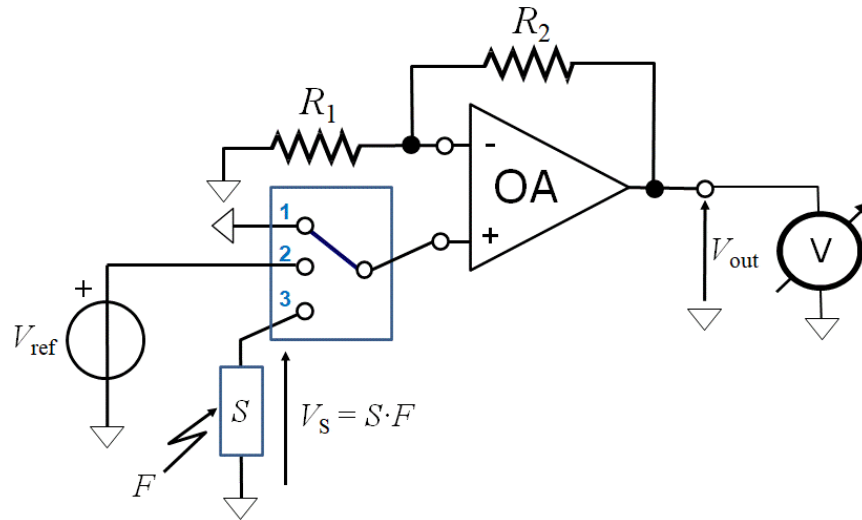 R2
R1
-
OA
+
1
2
3
+
Vref
Vout
V
S
VS = S·F
F